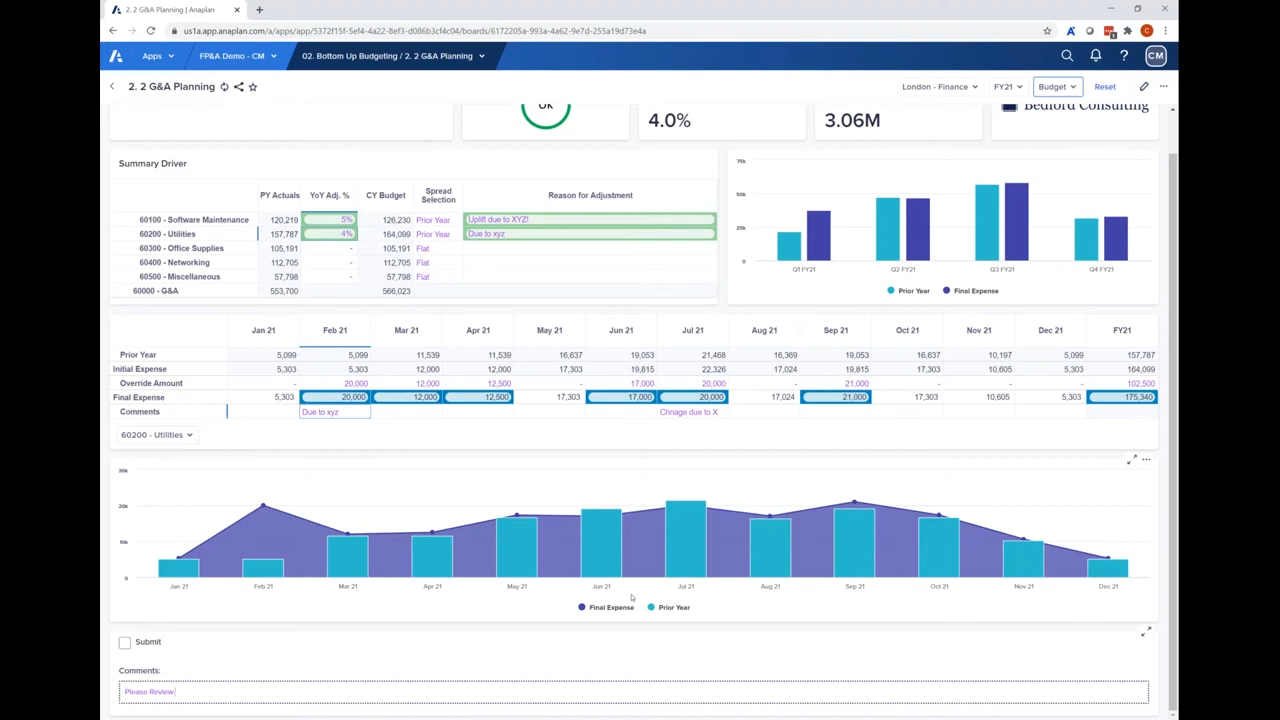 2. 2 G&A Planning
us1a.app.anaplan.com/a/apps/app/5372f15f-5ef4-4a22-8ef3-d086b3cf4c04/boards/6172205a-993a-4a62-9e7d-255a19d73e4a
Apps FP&A Demo - CM 02. Bottom Up Budgeting / 2. 2 G&A Planning CM
2. 2 G&A Planning London - Finance FY21 Budget Reset
OK 4.0% 3.06M Bedford Consulting
Summary Driver
PY Actuals YoY Adj. % CY Budget Spread Selection Reason for Adjustment
60100 - Software Maintenance 120,219 5% 126,230 Prior Year Uplift due to XYZ!
60200 - Utilities 157,787 4% 164,099 Prior Year Due to xyz
60300 - Office Supplies 105,191 - 105,191 Flat
60400 - Networking 112,705 - 112,705 Flat
60500 - Miscellaneous 57,798 - 57,798 Flat
60000 - G&A 553,700 566,023
75k
50k
25k
0
Q1 FY21 Q2 FY21 Q3 FY21 Q4 FY21
Prior Year Final Expense
Jan 21 Feb 21 Mar 21 Apr 21 May 21 Jun 21 Jul 21 Aug 21 Sep 21 Oct 21 Nov 21 Dec 21 FY21
Prior Year 5,099 5,099 11,539 11,539 16,637 19,053 21,468 16,369 19,053 16,637 10,197 5,099 157,787
Initial Expense 5,303 5,303 12,000 12,000 17,303 19,815 22,326 17,024 19,815 17,303 10,605 5,303 164,099
Override Amount - 20,000 12,000 12,500 - 17,000 20,000 - 21,000 - - - 102,500
Final Expense 5,303 20,000 12,000 12,500 17,303 17,000 20,000 17,024 21,000 17,303 10,605 5,303 175,340
Comments Due to xyz Chnage due to X
60200 - Utilities
30k
20k
10k
0
Jan 21 Feb 21 Mar 21 Apr 21 May 21 Jun 21 Jul 21 Aug 21 Sep 21 Oct 21 Nov 21 Dec 21
Final Expense Prior Year
Submit
Comments:
Please Review